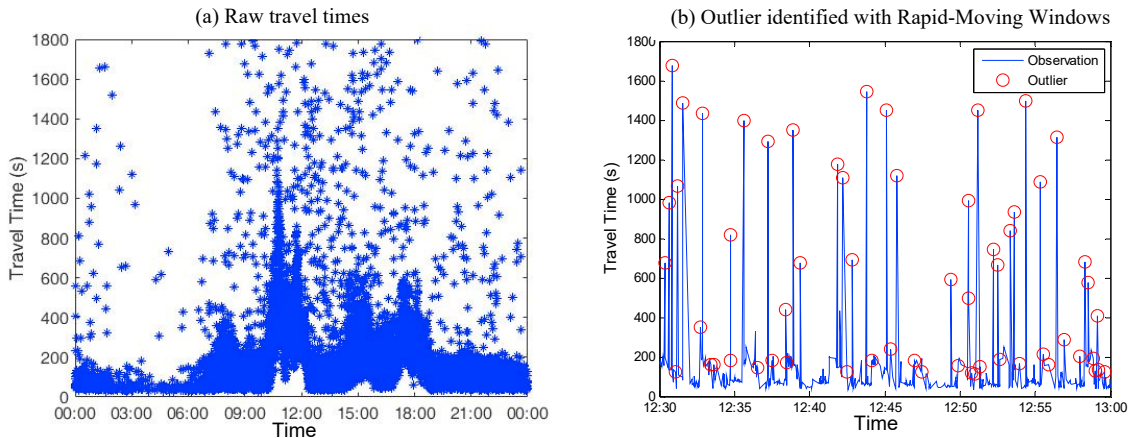 (a) Raw travel times
1800
1600
1400
1200
1000
800
600
400
200
0
Travel Time (s)
00:00 03:00 06:00 09:00 12:00 15:00 18:00 21:00 00:00
Time
(b) Outlier identified with Rapid-Moving Windows
1800
1600
1400
1200
1000
800
600
400
200
0
Travel Time (s)
12:30 12:35 12:40 12:45 12:50 12:55 13:00
Time
Observation
Outlier